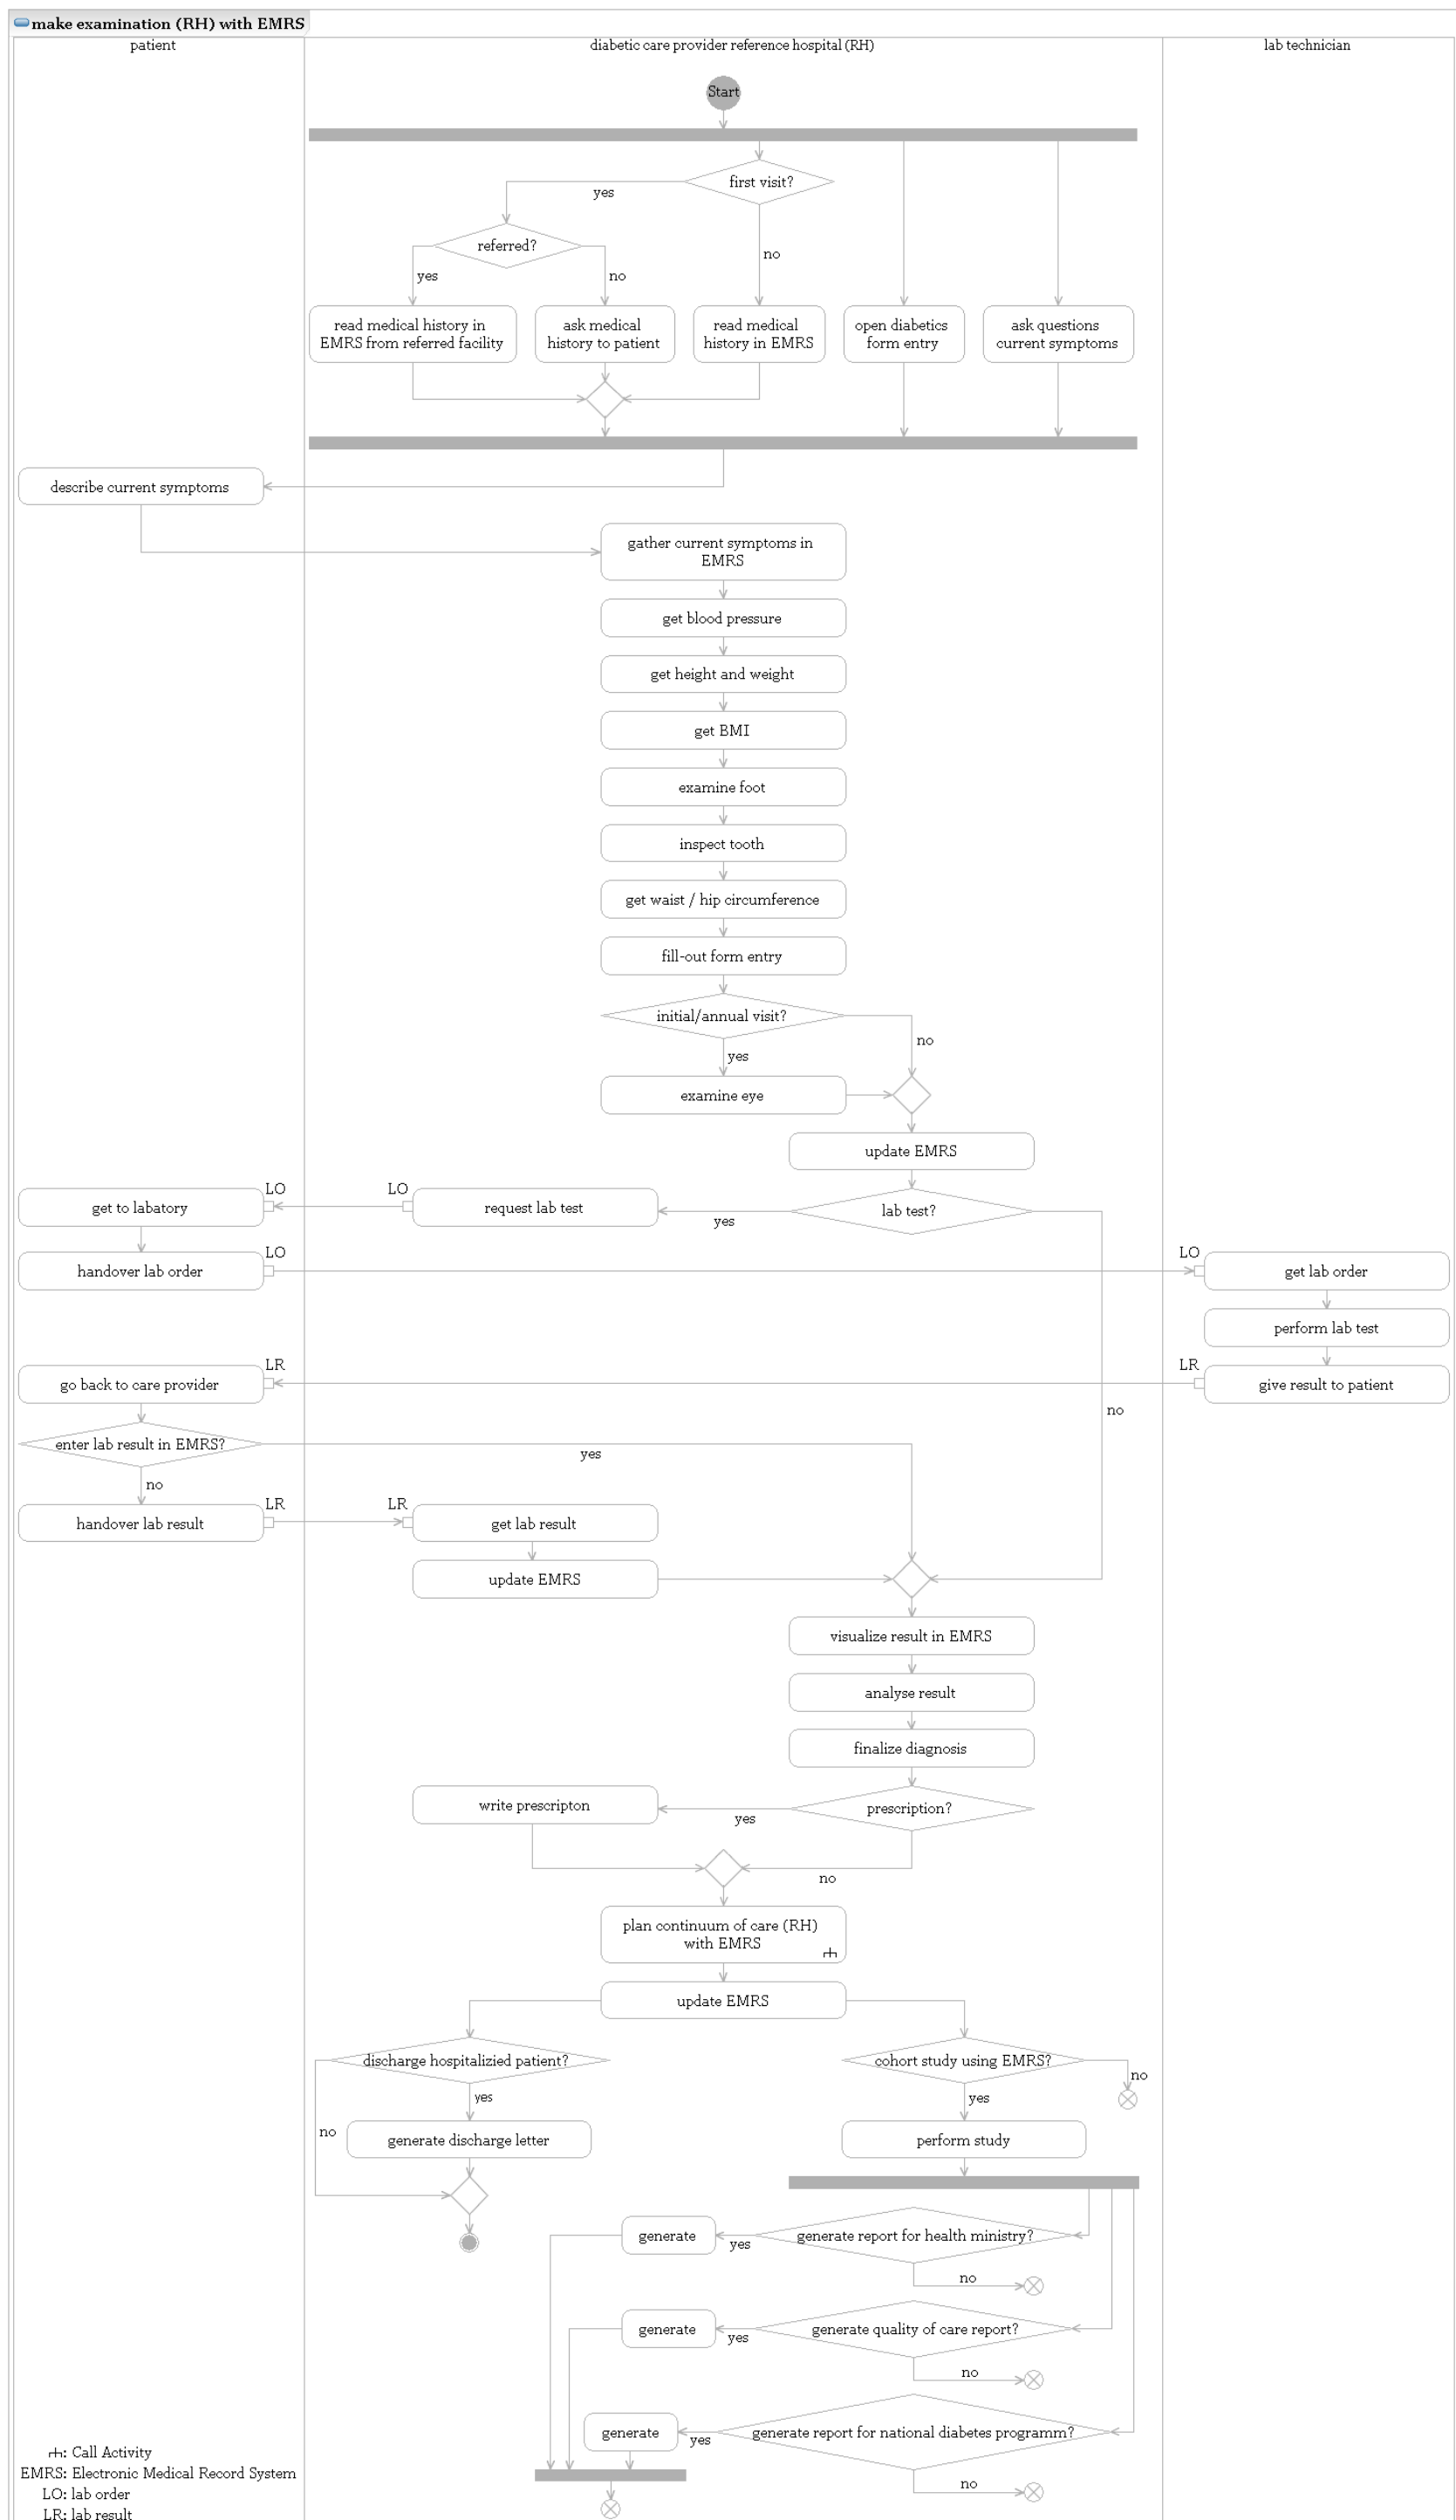 make examination (RH) with EMRS
patient
diabetic care provider reference hospital (RH)
lab technician
Start
first visit?
yes
referred?
no
yes
no
read medical history in
EMRS from referred facility
ask medical
history to patient
read medical
history in EMRS
open diabetics
form entry
ask questions
current symptoms
describe current symptoms
gather current symptoms in
EMRS
get blood pressure
get height and weight
get BMI
examine foot
inspect tooth
get waist / hip circumference
fill-out form entry
initial/annual visit?
no
yes
examine eye
update EMRS
LO
LO
get to labatory
request lab test
yes
lab test?
LO
LO
handover lab order
get lab order
perform lab test
LR
LR
go back to care provider
give result to patient
no
enter lab result in EMRS?
yes
no
LR
LR
handover lab result
get lab result
update EMRS
visualize result in EMRS
analyse result
finalize diagnosis
write prescripton
yes
prescription?
no
plan continuum of care (RH)
with EMRS
update EMRS
discharge hospitalizied patient?
cohort study using EMRS?
no
yes
yes
no
generate discharge letter
perform study
generate
yes
generate report for health ministry?
no
generate
yes
generate quality of care report?
no
generate
yes
generate report for national diabetes programm?
no
: Call Activity
EMRS: Electronic Medical Record System
LO: lab order
LR: lab result